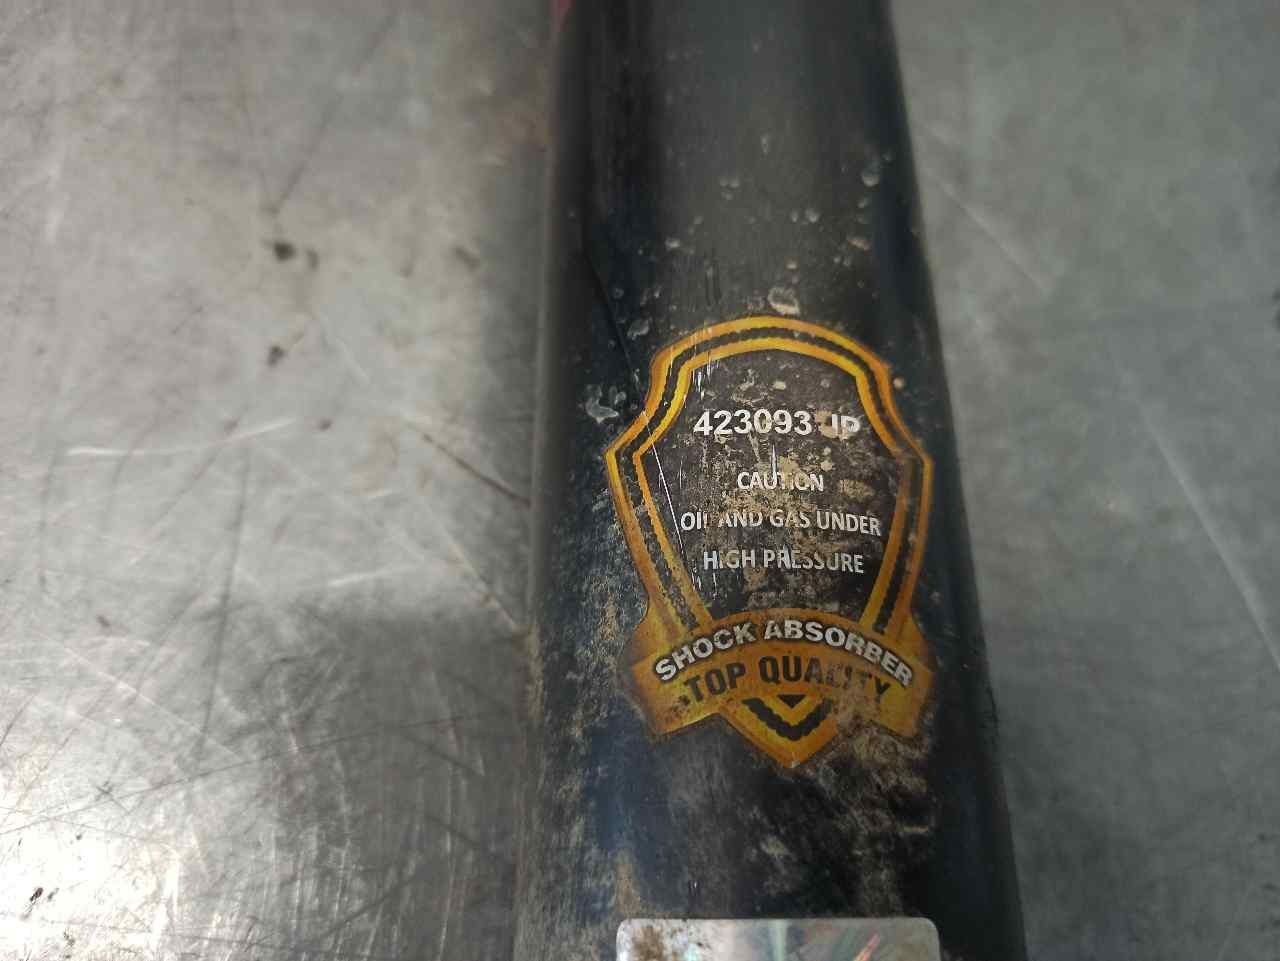 423093 JP
CAUTION
OIL AND GAS UNDER
HIGH PRESSURE
SHOCK ABSORBER
TOP QUALITY